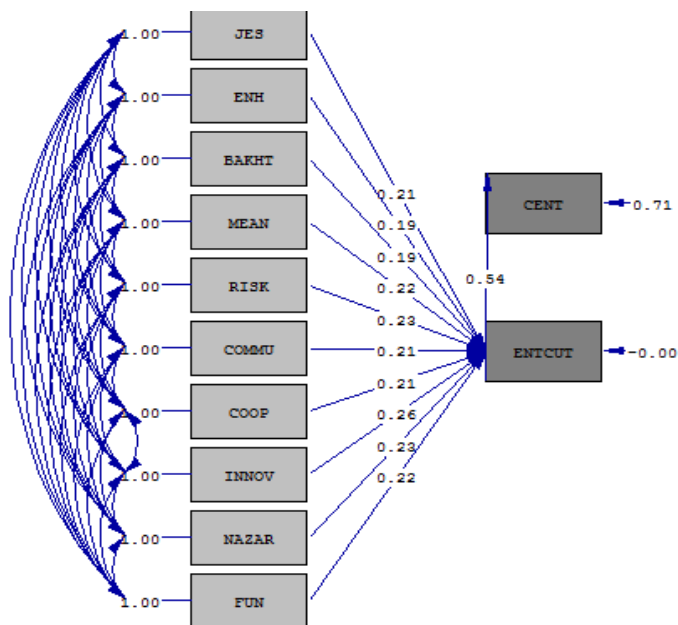 1.00 JES
1.00 ENH
1.00 BAKHT
1.00 MEAN
1.00 RISK
1.00 COMMU
1.00 COOP
1.00 INNOV
1.00 NAZAR
1.00 FUN
0.21
0.19
0.19
0.22
0.23
0.21
0.21
0.26
0.23
0.22
CENT 0.71
0.54
ENTCUT -0.00